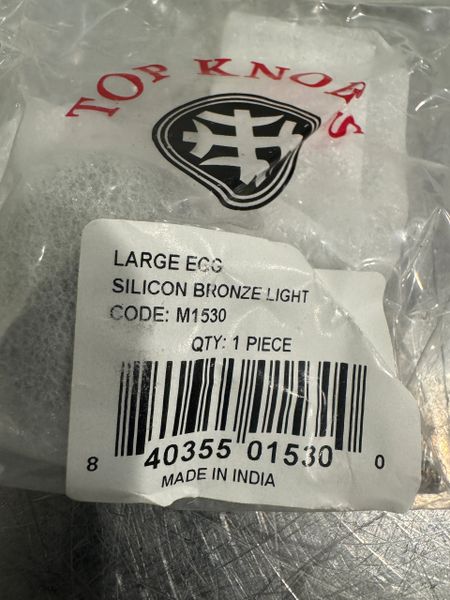 TOP KNOBS
LARGE EGG
SILICON BRONZE LIGHT
CODE: M1530
QTY: 1 PIECE
8 40355 01530 0
MADE IN INDIA